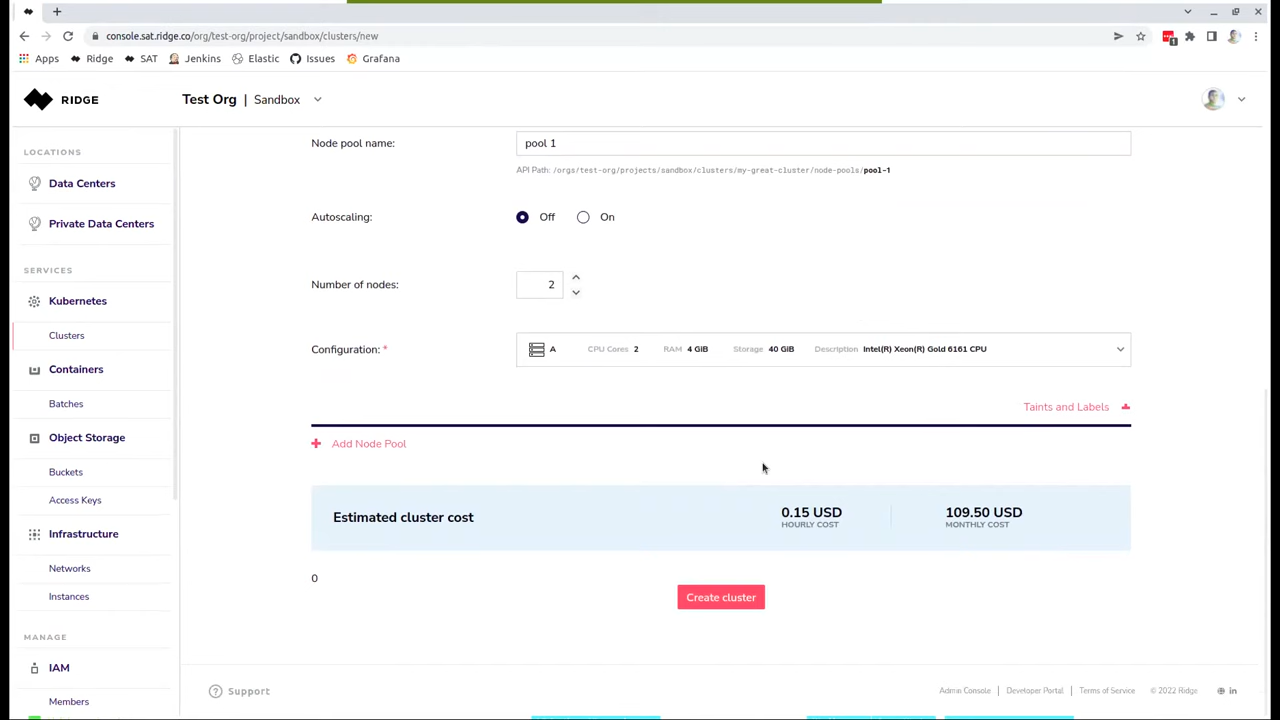 console.sat.ridge.co/org/test-org/project/sandbox/clusters/new
1
Apps Ridge SAT Jenkins Elastic Issues Grafana
RIDGE
Test Org | Sandbox
LOCATIONS
Data Centers
Private Data Centers
SERVICES
Kubernetes
Clusters
Containers
Batches
Object Storage
Buckets
Access Keys
Infrastructure
Networks
Instances
MANAGE
IAM
Members
Node pool name: pool 1
API Path: /orgs/test-org/projects/sandbox/clusters/my-great-cluster/node-pools/pool-1
Autoscaling: Off On
Number of nodes: 2
Configuration: * A CPU Cores 2 RAM 4 GiB Storage 40 GiB Description Intel(R) Xeon(R) Gold 6161 CPU
Taints and Labels
Add Node Pool
Estimated cluster cost
0.15 USD
HOURLY COST
109.50 USD
MONTHLY COST
0
Create cluster
? Support
Admin Console | Developer Portal | Terms of Service | © 2022 Ridge in